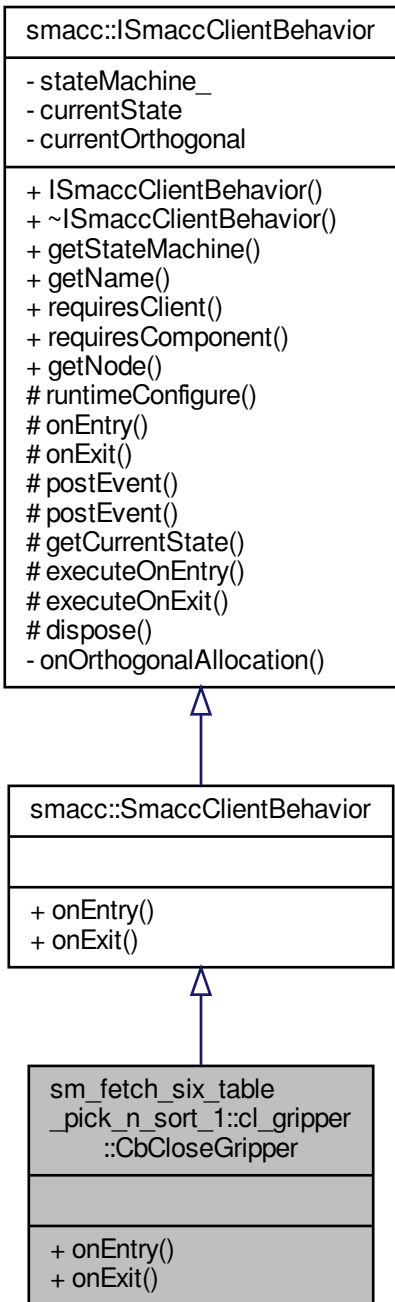 smacc::ISmaccClientBehavior
- stateMachine_
- currentState
- currentOrthogonal
+ ISmaccClientBehavior()
+ ~ISmaccClientBehavior()
+ getStateMachine()
+ getName()
+ requiresClient()
+ requiresComponent()
+ getNode()
# runtimeConfigure()
# onEntry()
# onExit()
# postEvent()
# postEvent()
# getCurrentState()
# executeOnEntry()
# executeOnExit()
# dispose()
- onOrthogonalAllocation()
smacc::SmaccClientBehavior
+ onEntry()
+ onExit()
sm_fetch_six_table
_pick_n_sort_1::cl_gripper
::CbCloseGripper
+ onEntry()
+ onExit()